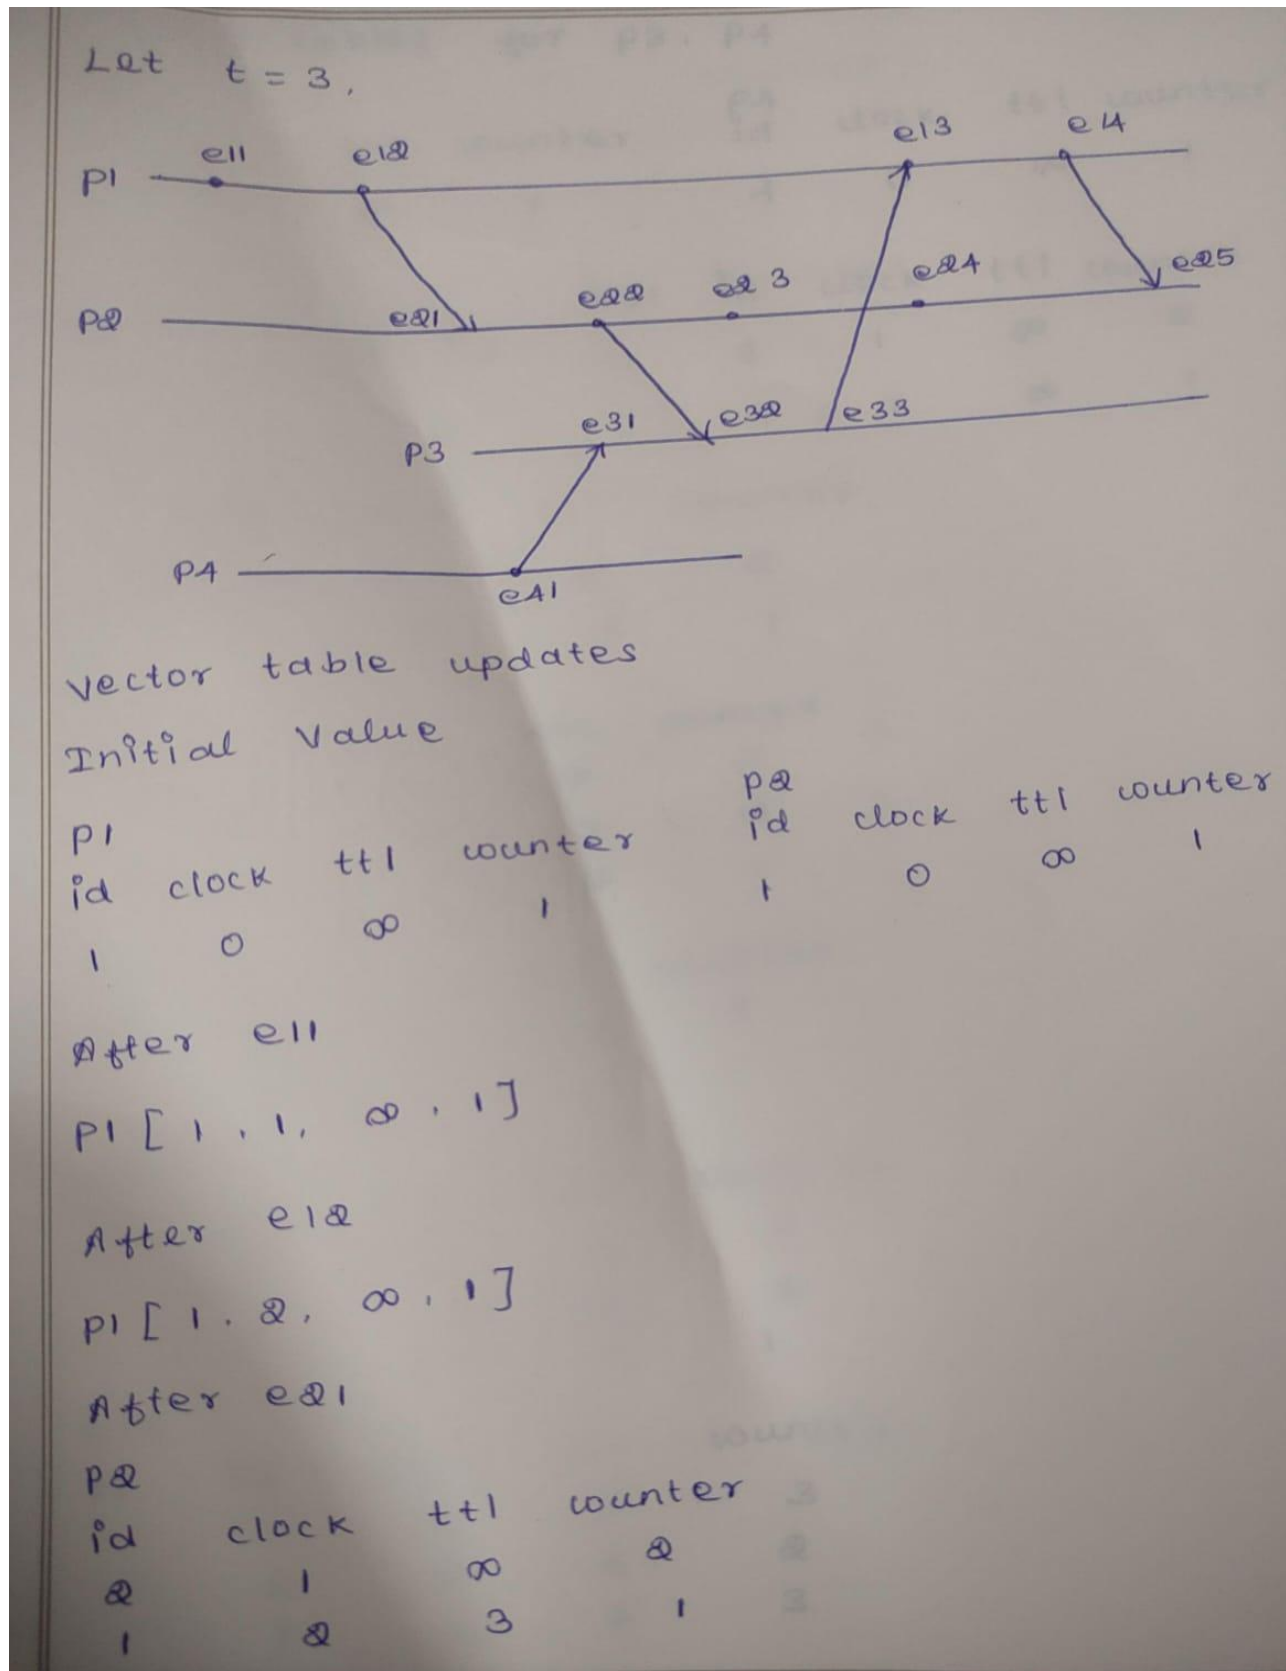 Let t = 3,
e11 e12 e13 e14
P1
e21 e22 e23 e24 e25
P2
e31 e32 e33
P3
P4
e41
Vector table updates
Initial Value
P1
id clock ttl counter
1 0 ∞ 1
P2
id clock ttl counter
1 0 ∞ 1
After e11
P1 [ 1, 1, ∞, 1]
After e12
P1 [ 1. 2, ∞, 1]
After e21
P2
id clock ttl counter
2 1 ∞ 2
1 2 3 1